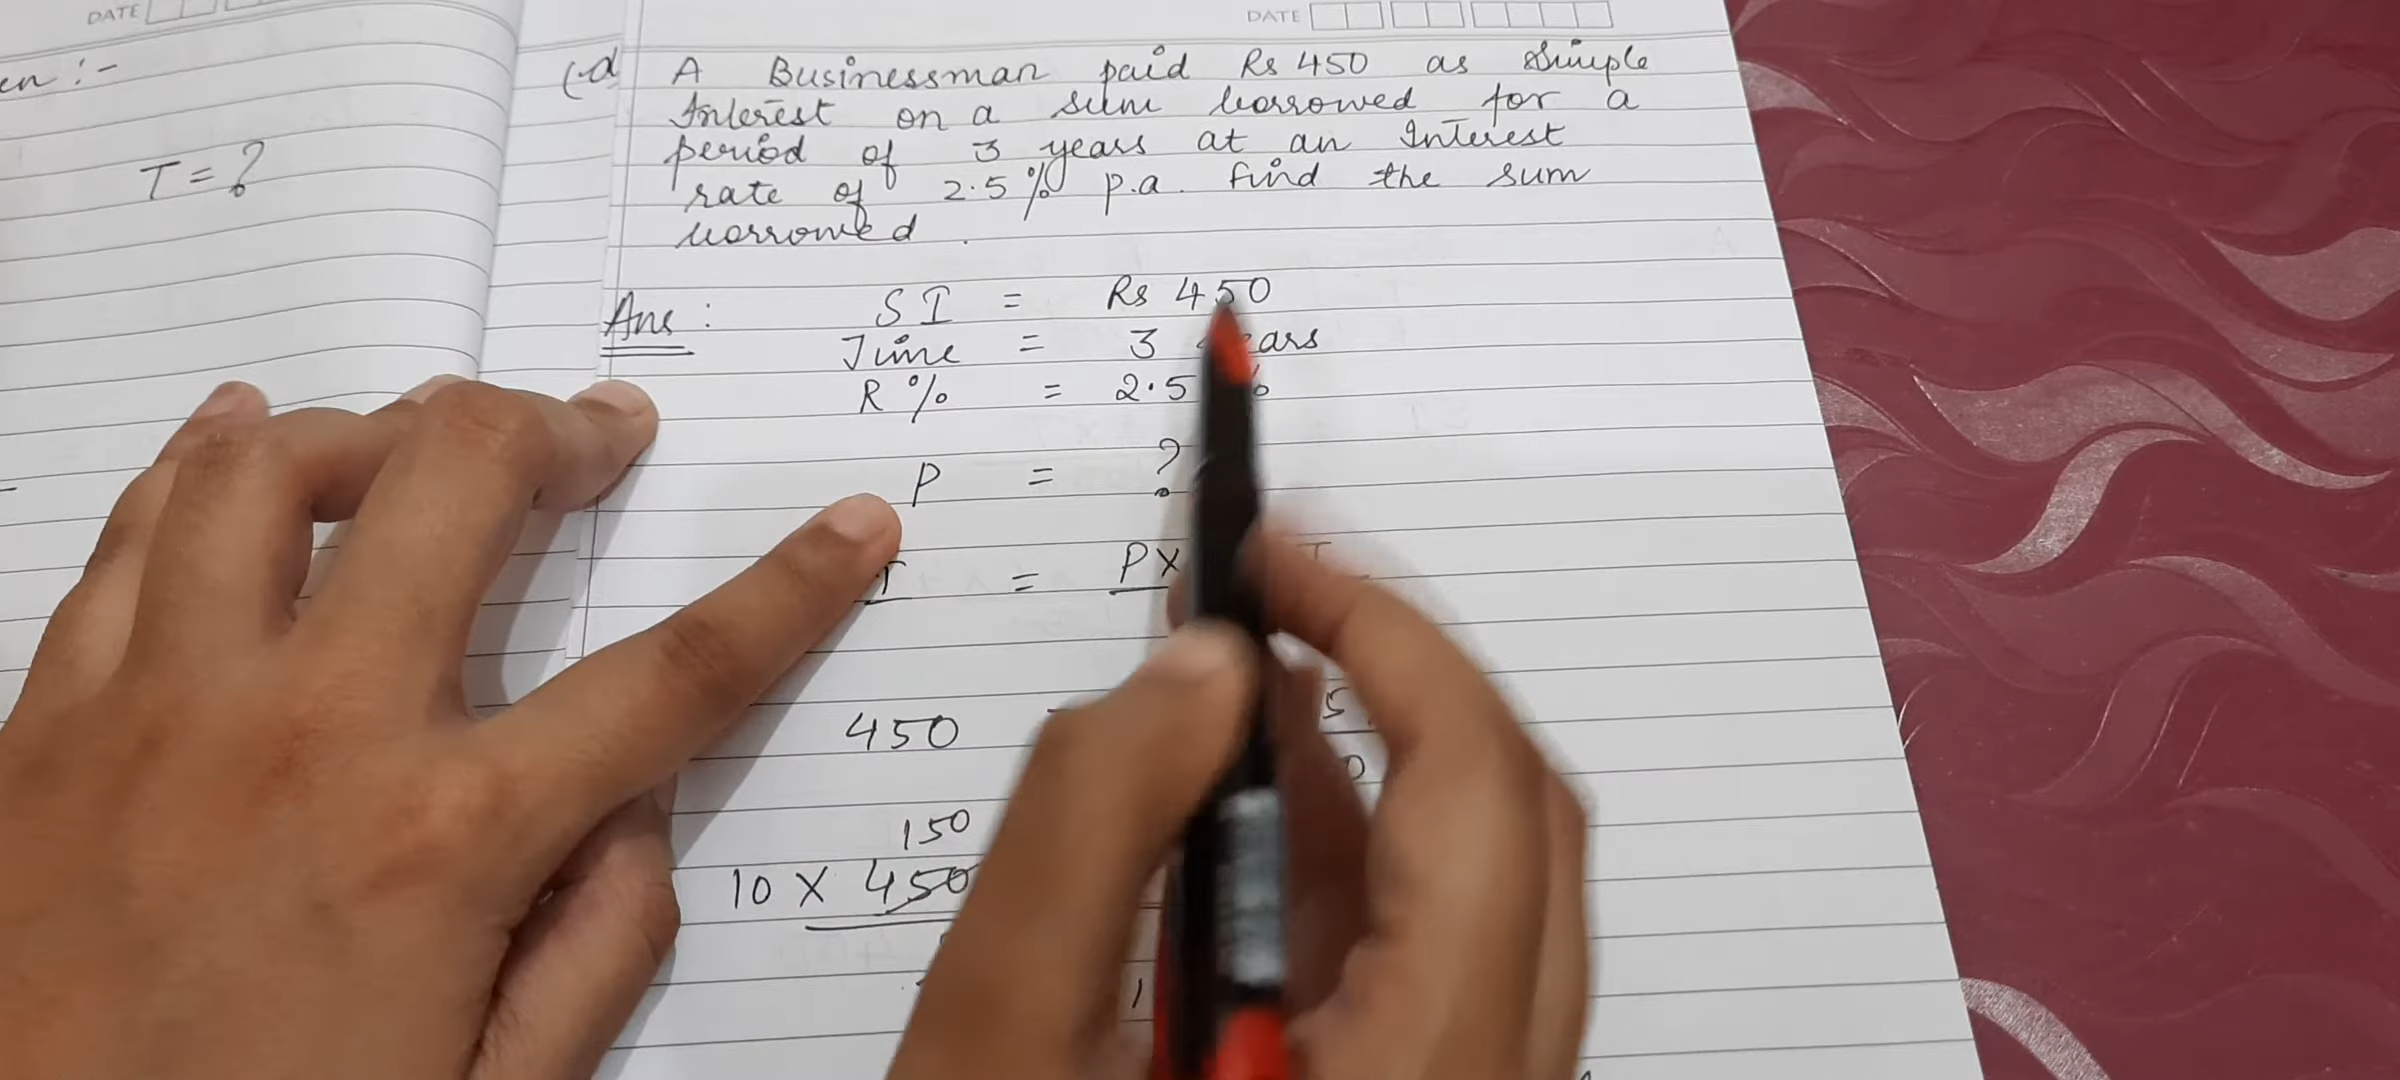 DATE
DATE
en :-
T = ?
(d A Businessman paid Rs 450 as Simple
Interest on a sum borrowed for a
period of 3 years at an Interest
rate of 2.5% p.a. find the sum
borrowed.
Ans : SI = Rs 450
Time = 3
R % = 2.5 %
P = ?
I = P X
450
150
10 X 450